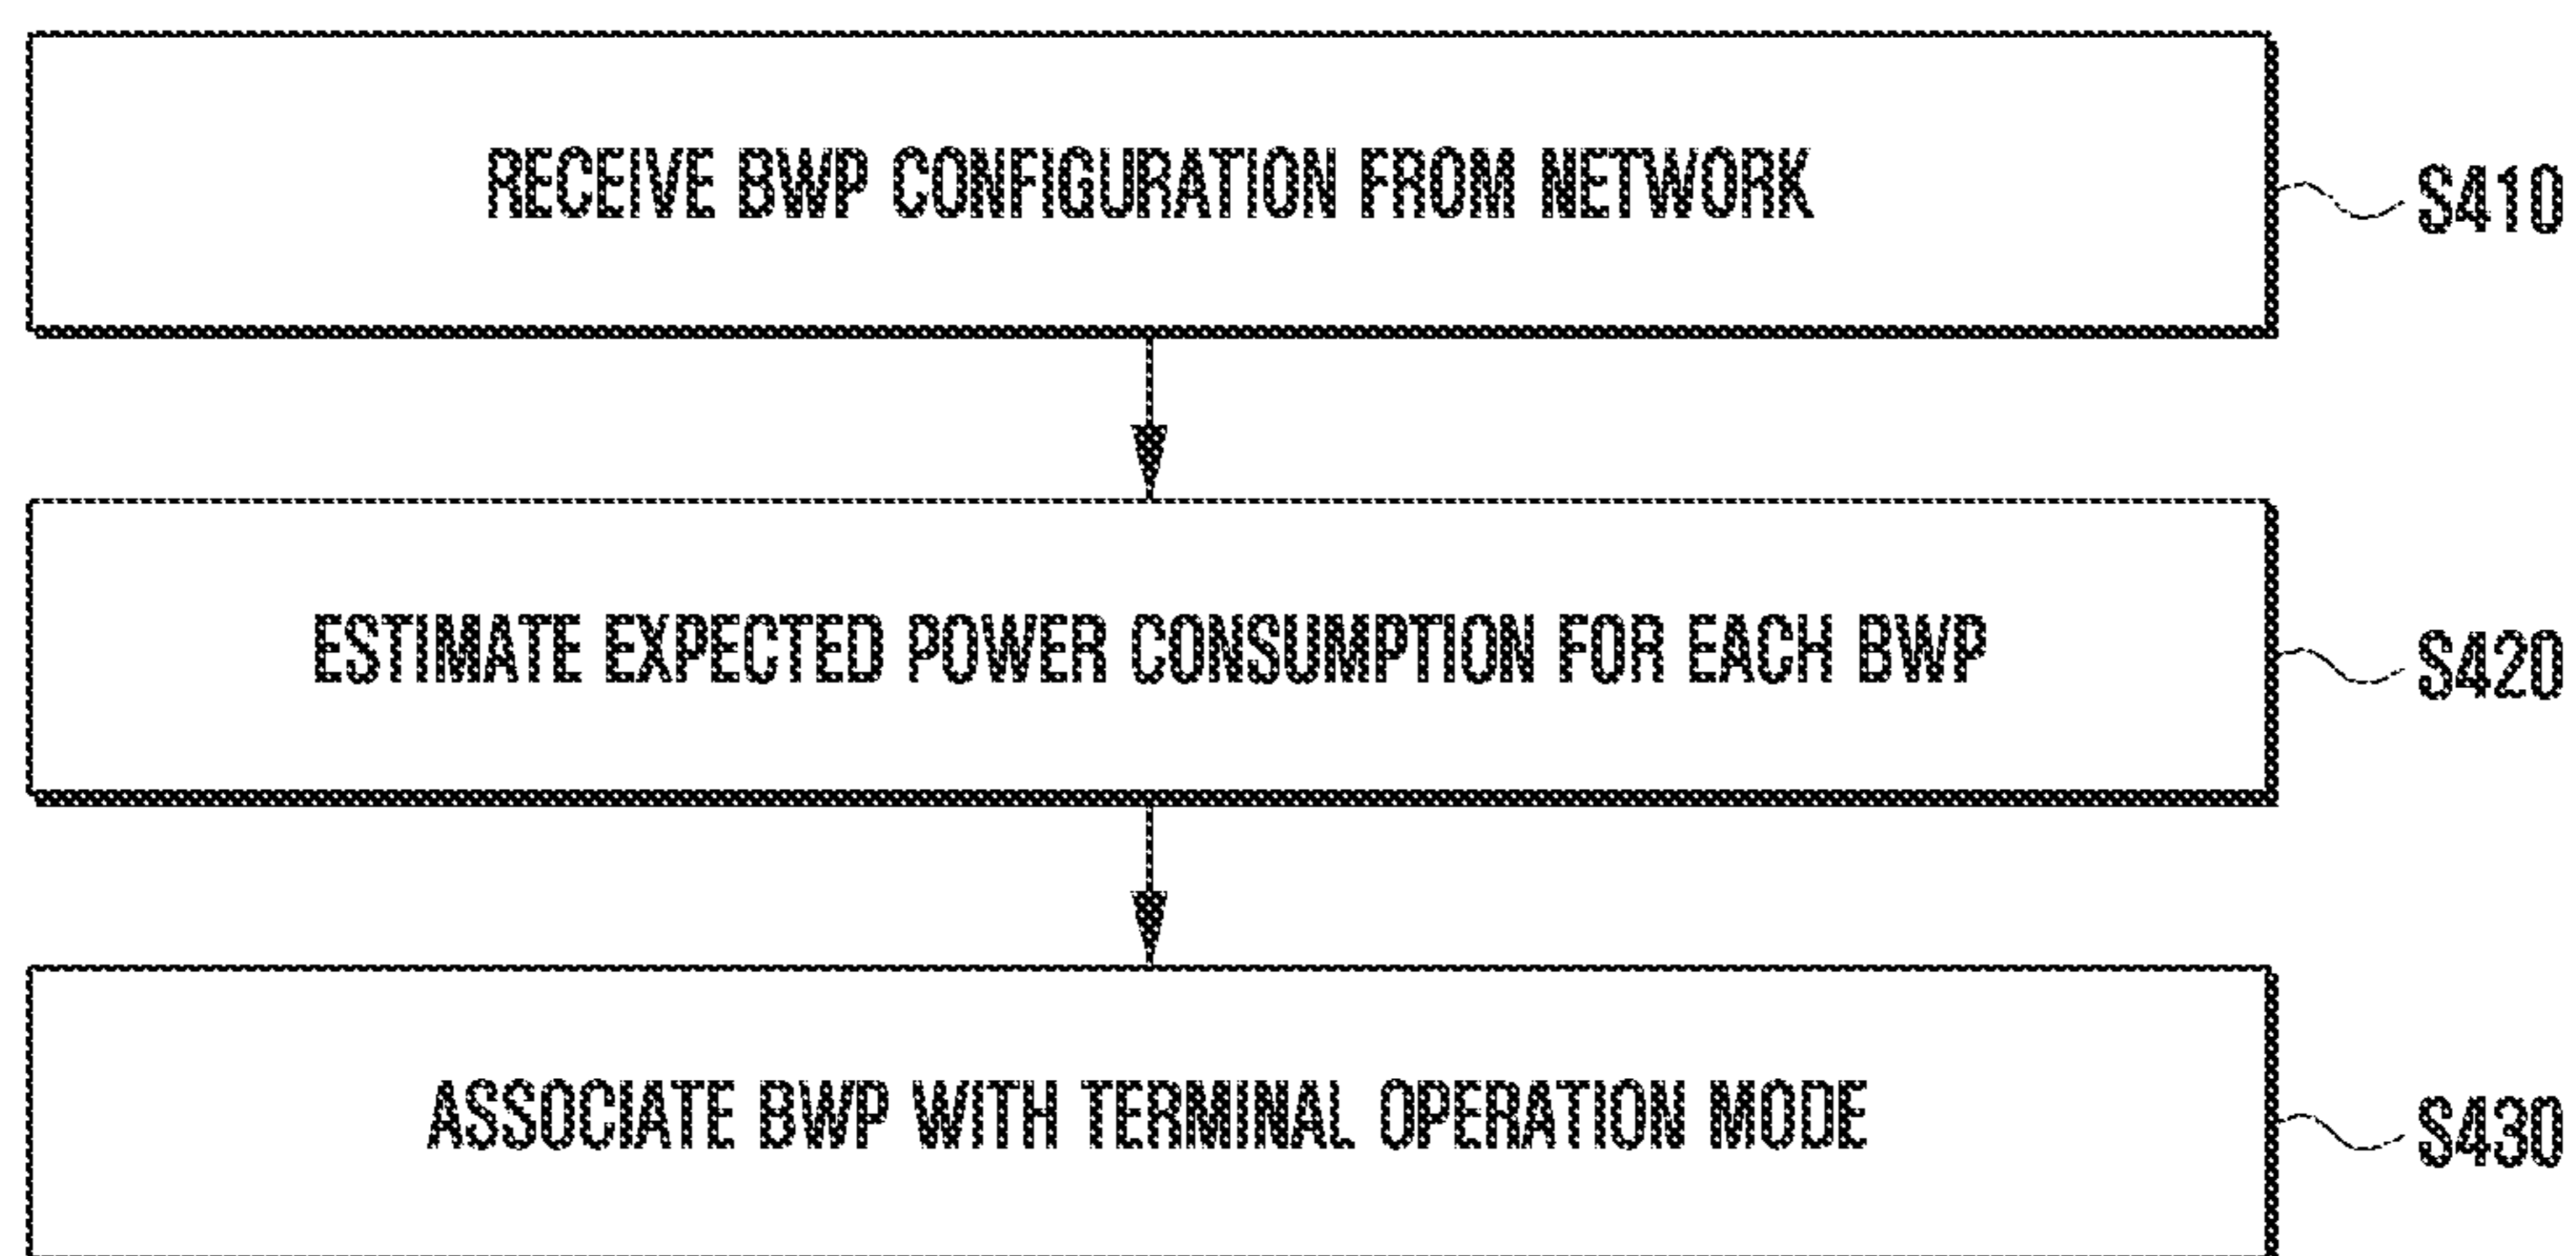 RECEIVE BWP CONFIGURATION FROM NETWORK
S410
ESTIMATE EXPECTED POWER CONSUMPTION FOR EACH BWP
S420
ASSOCIATE BWP WITH TERMINAL OPERATION MODE
S430